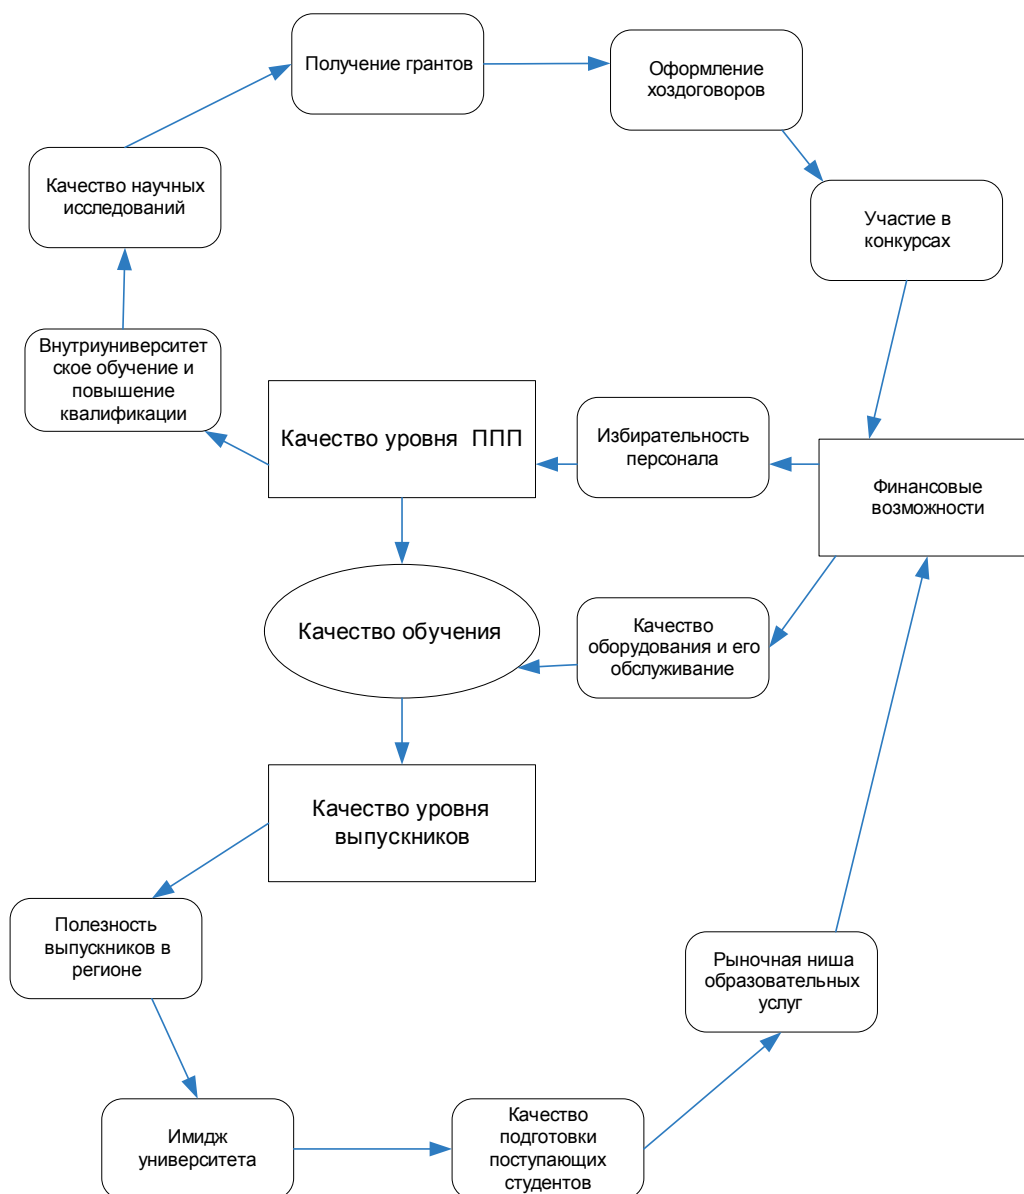 Получение грантов
Оформление
хоздоговоров
Качество научных
исследований
Участие в
конкурсах
Внутриуниверситет
ское обучение и
повышение
квалификации
Качество уровня  ППП
Избирательность
персонала
Финансовые
возможности
Качество обучения
Качество
оборудования и его
обслуживание
Качество уровня
выпускников
Полезность
выпускников в
регионе
Рыночная ниша
образовательных
услуг
Имидж
университета
Качество
подготовки
поступающих
студентов